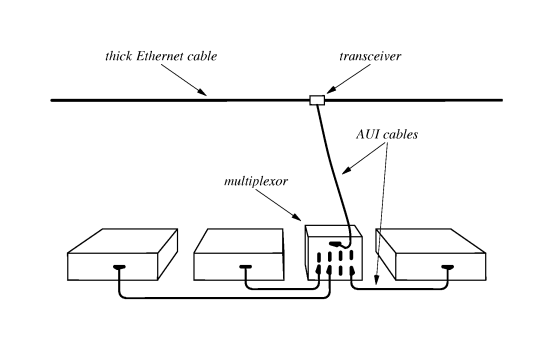 thick Ethernet cable
transceiver
AUI cables
multiplexor